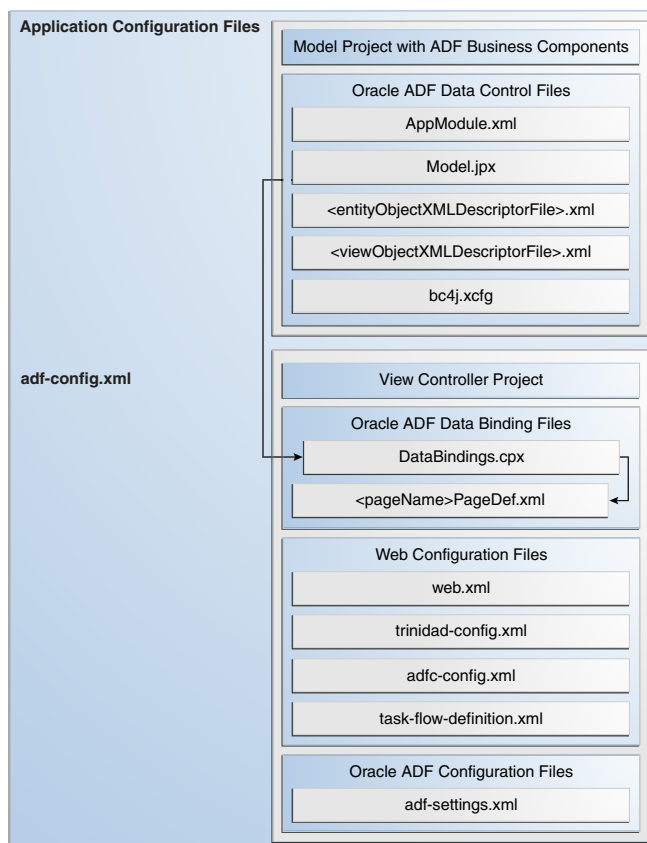 Application Configuration Files
Model Project with ADF Business Components
Oracle ADF Data Control Files
AppModule.xml
Model.jpx
<entityObjectXMLDescriptorFile>.xml
<viewObjectXMLDescriptorFile>.xml
bc4j.xcfg
adf-config.xml
View Controller Project
Oracle ADF Data Binding Files
DataBindings.cpx
<pageName>PageDef.xml
Web Configuration Files
web.xml
trinidad-config.xml
adfc-config.xml
task-flow-definition.xml
Oracle ADF Configuration Files
adf-settings.xml